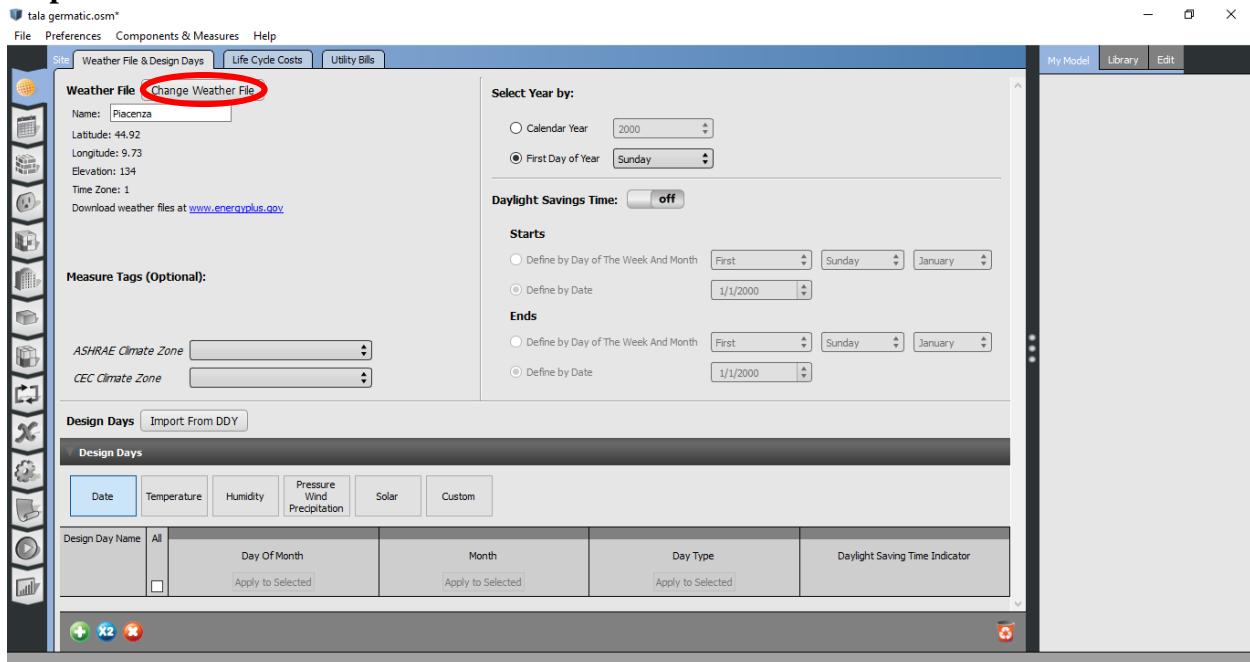 tala germatic.osm*
File Preferences Components & Measures Help
Site Weather File & Design Days Life Cycle Costs Utility Bills
My Model Library Edit
Weather File Change Weather File
Name: Piacenza
Latitude: 44.92
Longitude: 9.73
Elevation: 134
Time Zone: 1
Download weather files at www.energyplus.gov
Measure Tags (Optional):
ASHRAE Climate Zone
CEC Climate Zone
Select Year by:
Calendar Year 2000
First Day of Year Sunday
Daylight Savings Time: off
Starts
Define by Day of The Week And Month First Sunday January
Define by Date 1/1/2000
Ends
Define by Day of The Week And Month First Sunday January
Define by Date 1/1/2000
Design Days Import From DDY
Design Days
Date Temperature Humidity Pressure Wind Precipitation Solar Custom
Design Day Name All Day Of Month Month Day Type Daylight Saving Time Indicator
Apply to Selected Apply to Selected Apply to Selected
X2